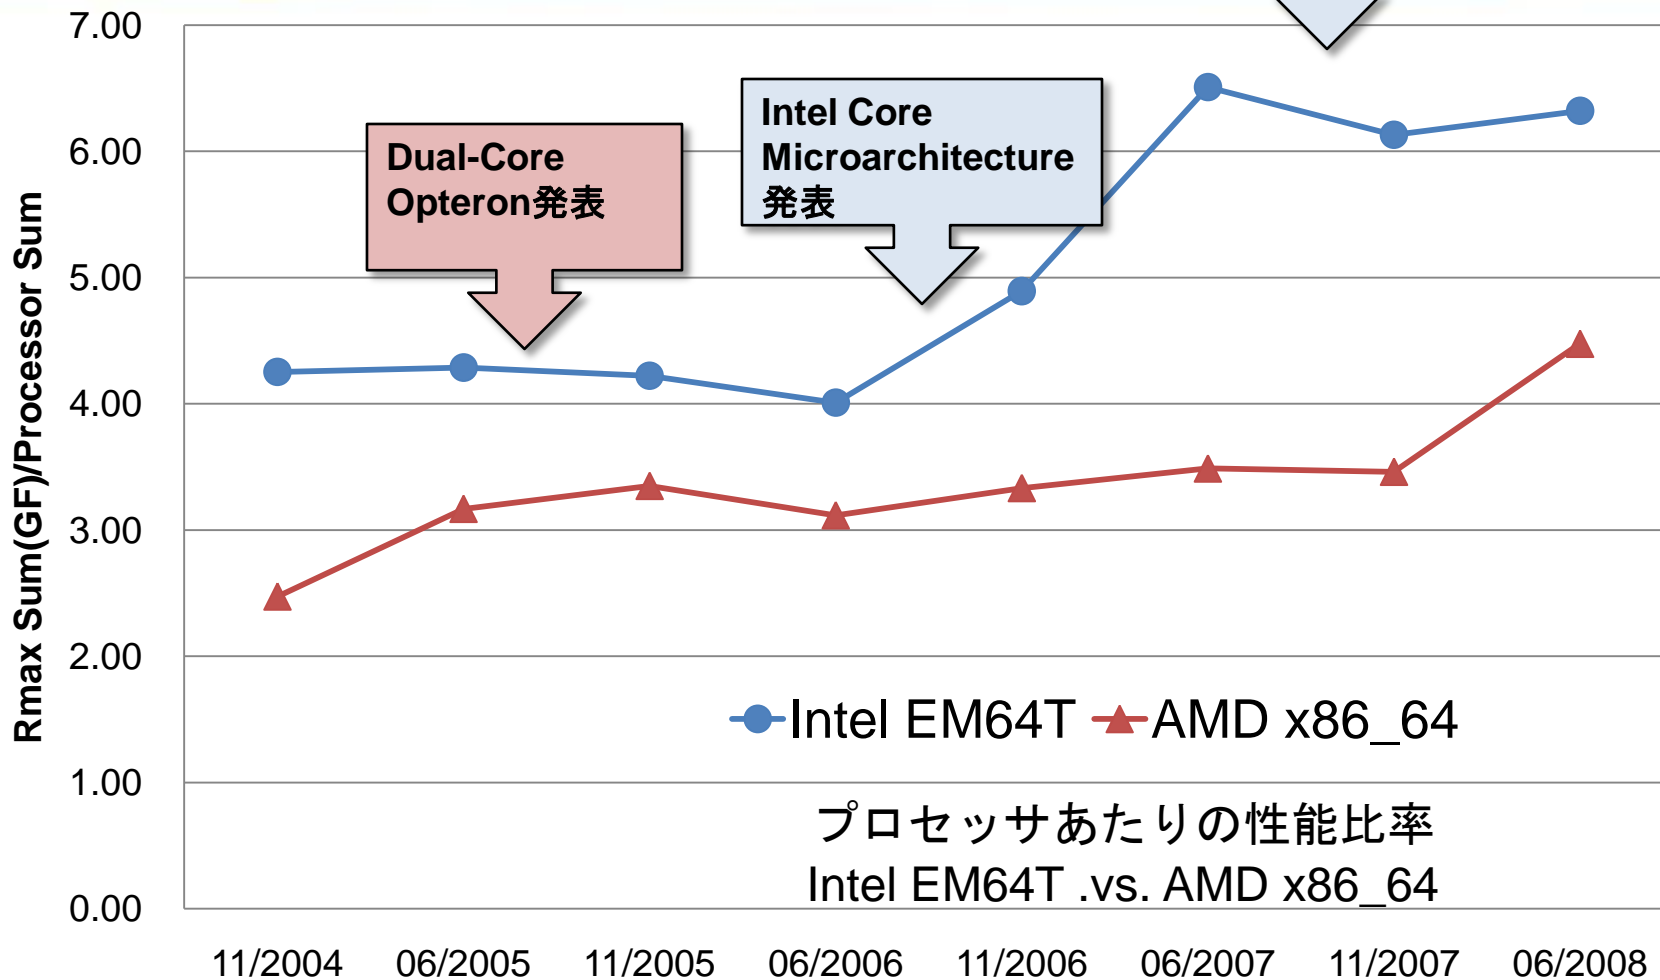 7.00
6.00
5.00
4.00
3.00
2.00
1.00
0.00
Rmax Sum(GF)/Processor Sum
Dual-Core
Opteron発表
Intel Core
Microarchitecture
発表
Intel EM64T
AMD x86_64
プロセッサあたりの性能比率
Intel EM64T .vs. AMD x86_64
11/2004 06/2005 11/2005 06/2006 11/2006 06/2007 11/2007 06/2008